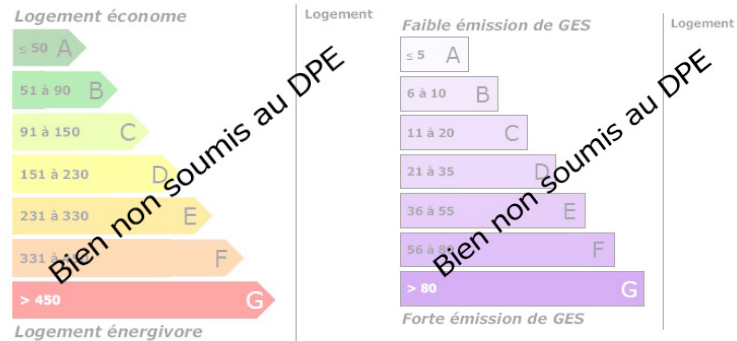 Logement économe
Logement
≤ 50 A
51 à 90 B
91 à 150 C
151 à 230 D
231 à 330 E
331 à F
> 450 G
Logement énergivore
Bien non soumis au DPE
Faible émission de GES
Logement
≤ 5 A
6 à 10 B
11 à 20 C
21 à 35 D
36 à 55 E
56 à 80 F
> 80 G
Forte émission de GES
Bien non soumis au DPE